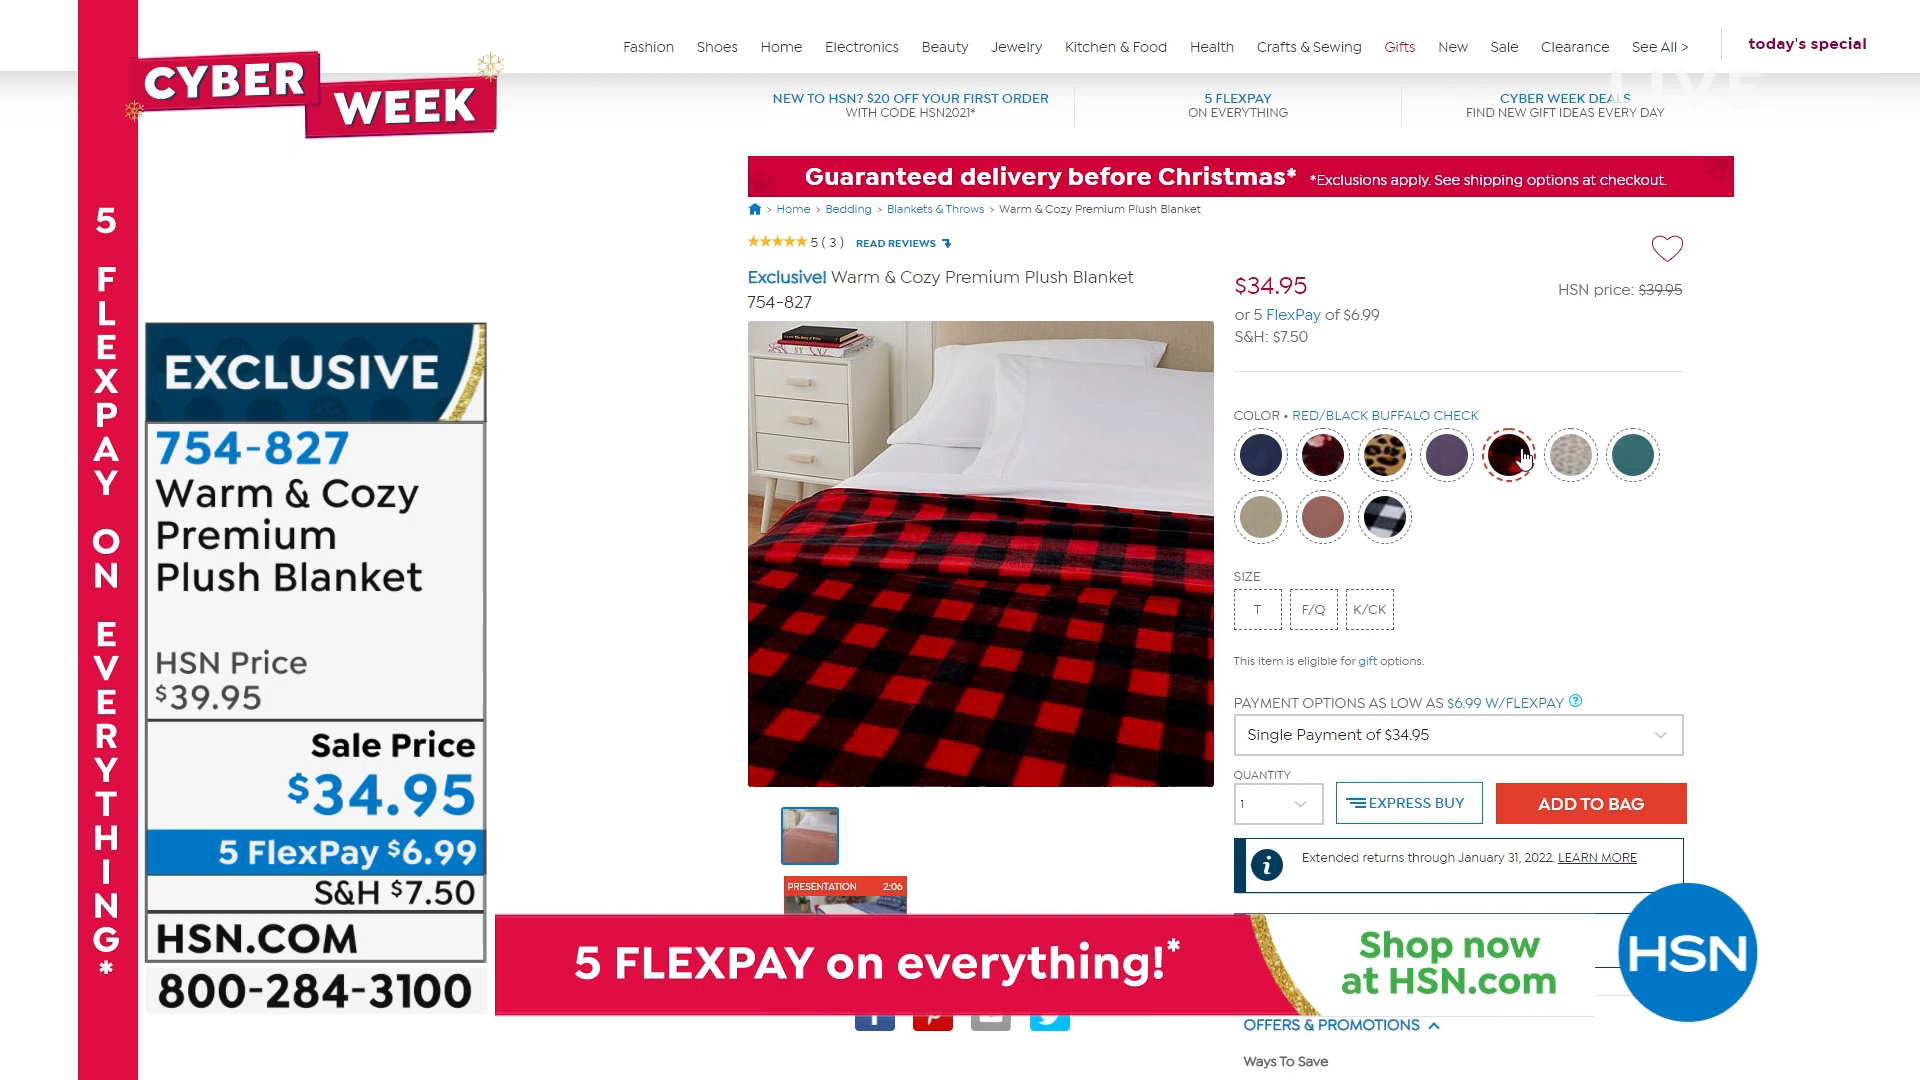 CYBER
WEEK
5 FLEXPAY ON EVERYTHING*
EXCLUSIVE
754-827
Warm & Cozy
Premium
Plush Blanket
HSN Price
$39.95
Sale Price
$34.95
5 FlexPay $6.99
S&H $7.50
HSN.COM
800-284-3100
Fashion Shoes Home Electronics Beauty Jewelry Kitchen & Food Health Crafts & Sewing Gifts New Sale Clearance See All > today's special
LIVE
NEW TO HSN? $20 OFF YOUR FIRST ORDER
WITH CODE HSN2021*
5 FLEXPAY
ON EVERYTHING
CYBER WEEK DEALS
FIND NEW GIFT IDEAS EVERY DAY
Guaranteed delivery before Christmas* *Exclusions apply. See shipping options at checkout.
> Home > Bedding > Blankets & Throws > Warm & Cozy Premium Plush Blanket
5 ( 3 ) READ REVIEWS
Exclusive! Warm & Cozy Premium Plush Blanket
754-827
$34.95
HSN price: $39.95
or 5 FlexPay of $6.99
S&H: $7.50
COLOR • RED/BLACK BUFFALO CHECK
SIZE
T F/Q K/CK
This item is eligible for gift options.
PAYMENT OPTIONS AS LOW AS $6.99 W/FLEXPAY ?
Single Payment of $34.95
QUANTITY
1
EXPRESS BUY
ADD TO BAG
i Extended returns through January 31, 2022. LEARN MORE
PRESENTATION 2:06
5 FLEXPAY on everything!*
Shop now
at HSN.com
HSN
OFFERS & PROMOTIONS
Ways To Save